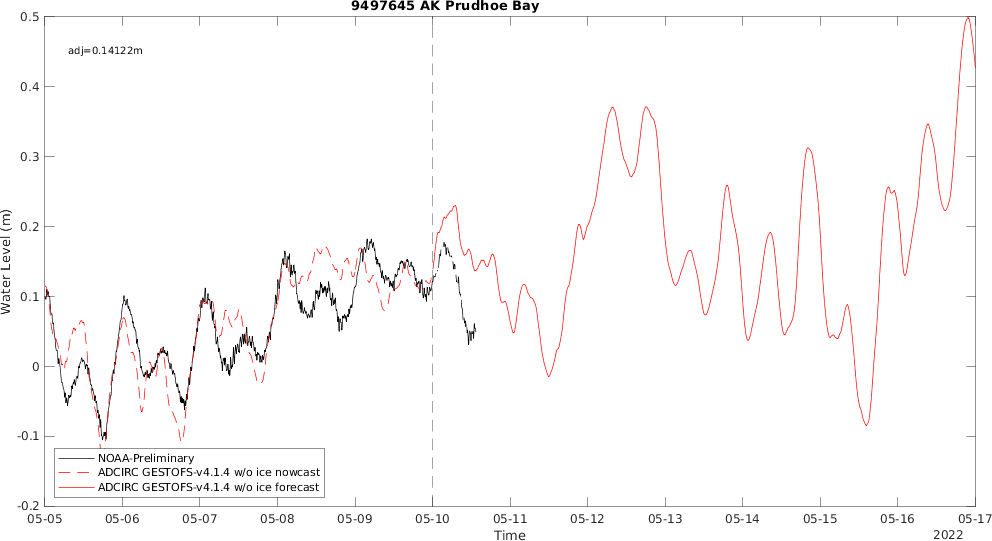 9497645 AK Prudhoe Bay
adj=0.14122m
Water Level (m)
0.5
0.4
0.3
0.2
0.1
0
-0.1
-0.2
NOAA-Preliminary
ADCIRC GESTOFS-v4.1.4 w/o ice nowcast
ADCIRC GESTOFS-v4.1.4 w/o ice forecast
05-05 05-06 05-07 05-08 05-09 05-10 05-11 05-12 05-13 05-14 05-15 05-16 05-17
Time
2022